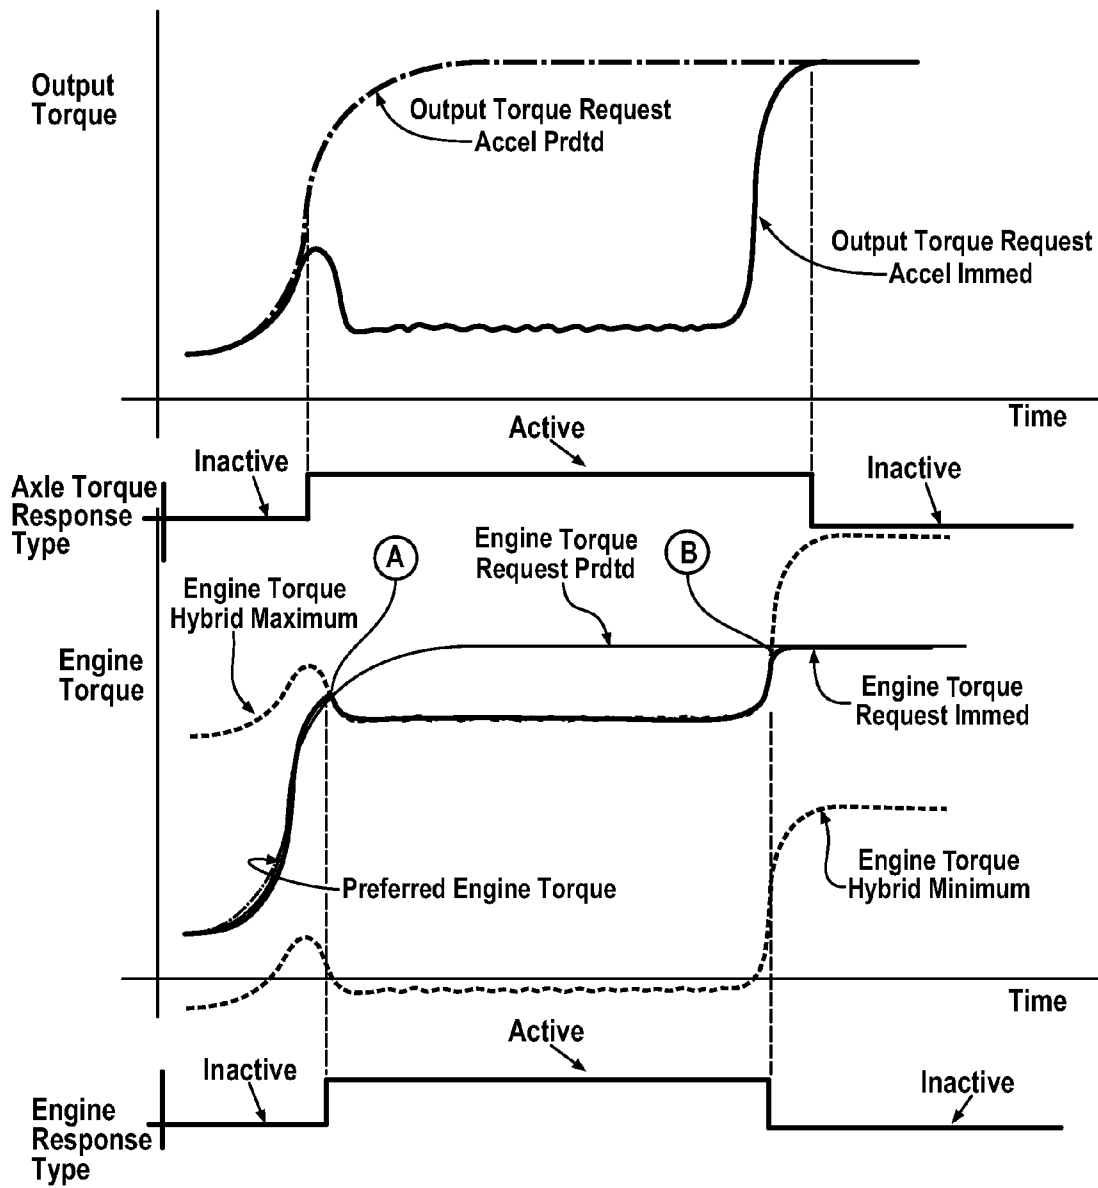 Output
Torque
Output Torque Request
Accel Prdtd
Output Torque Request
Accel Immed
Time
Active
Inactive
Inactive
Axle Torque
Response
Type
A
Engine Torque
Request Prdtd
B
Engine Torque
Hybrid Maximum
Engine
Torque
Engine Torque
Request Immed
Preferred Engine Torque
Engine Torque
Hybrid Minimum
Time
Active
Inactive
Inactive
Engine
Response
Type